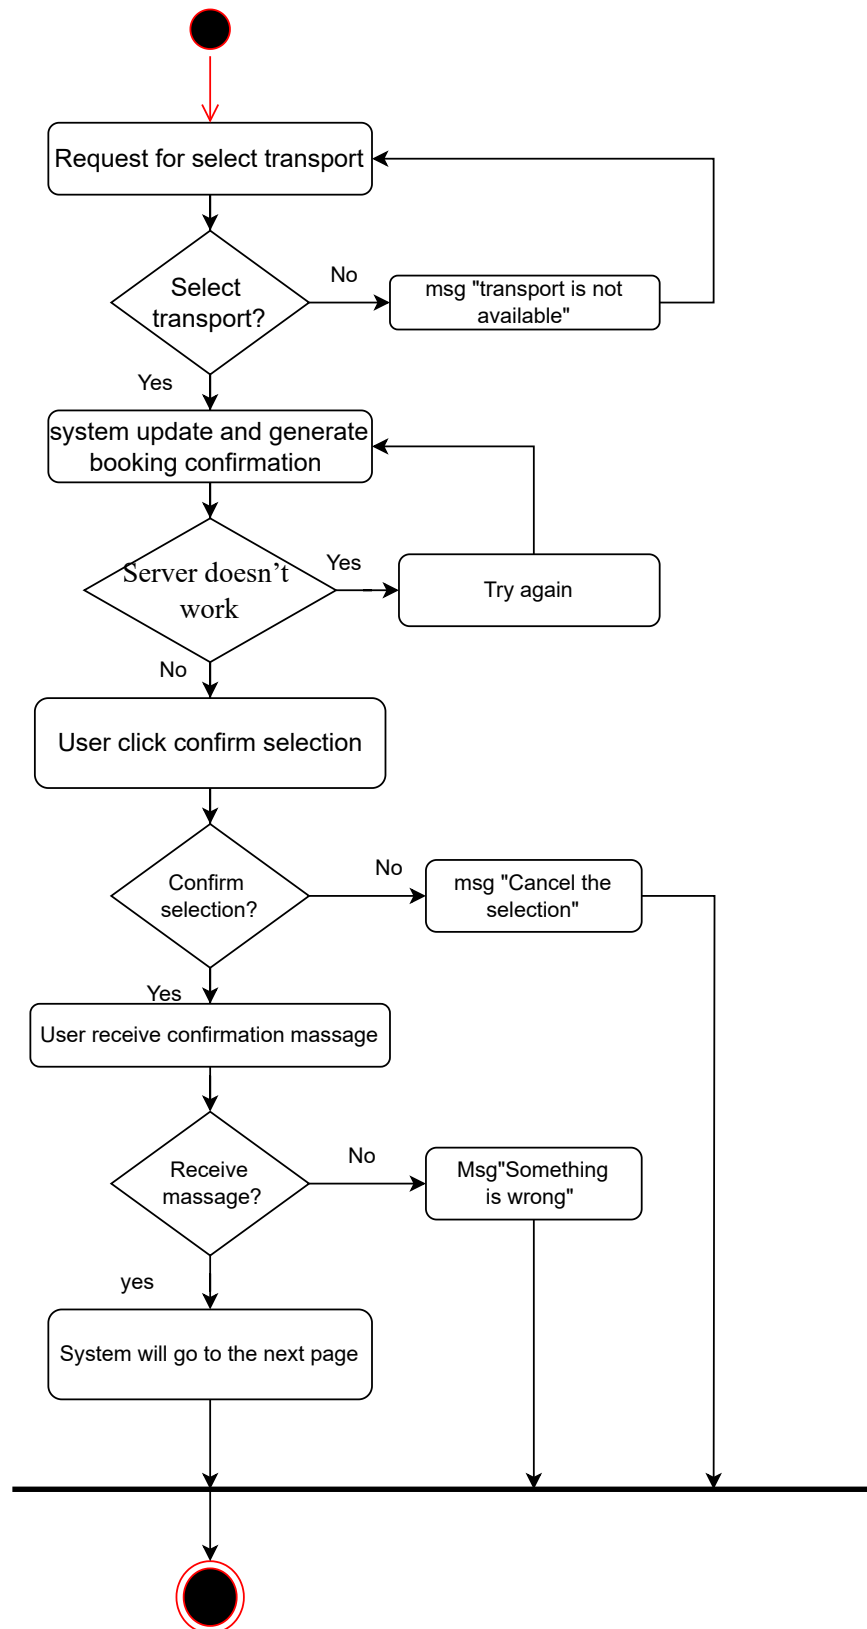 Request for select transport
Select
transport?
No
msg "transport is not
available"
Yes
system update and generate
booking confirmation
Server doesn't
work
Yes
Try again
No
User click confirm selection
Confirm
selection?
No
msg "Cancel the
selection"
Yes
User receive confirmation massage
Receive
massage?
No
Msg"Something
is wrong"
yes
System will go to the next page